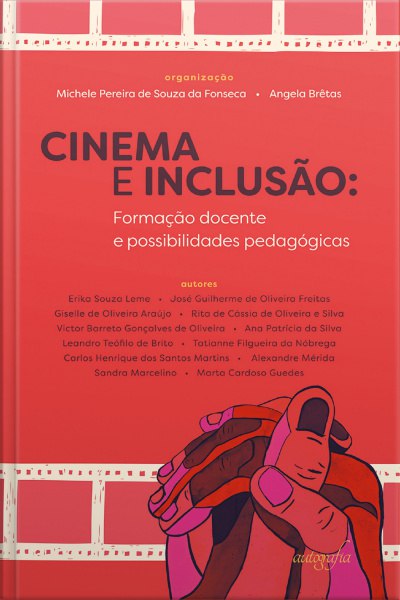 organização
Michele Pereira de Souza da Fonseca • Angela Brêtas
CINEMA
E INCLUSÃO:
Formação docente
e possibilidades pedagógicas
autores
Erika Souza Leme • José Guilherme de Oliveira Freitas
Giselle de Oliveira Araújo • Rita de Cássia de Oliveira e Silva
Victor Barreto Gonçalves de Oliveira • Ana Patrícia da Silva
Leandro Teófilo de Brito • Tatianne Filgueira da Nóbrega
Carlos Henrique dos Santos Martins • Alexandre Mérida
Sandra Marcelino • Marta Cardoso Guedes
autografia